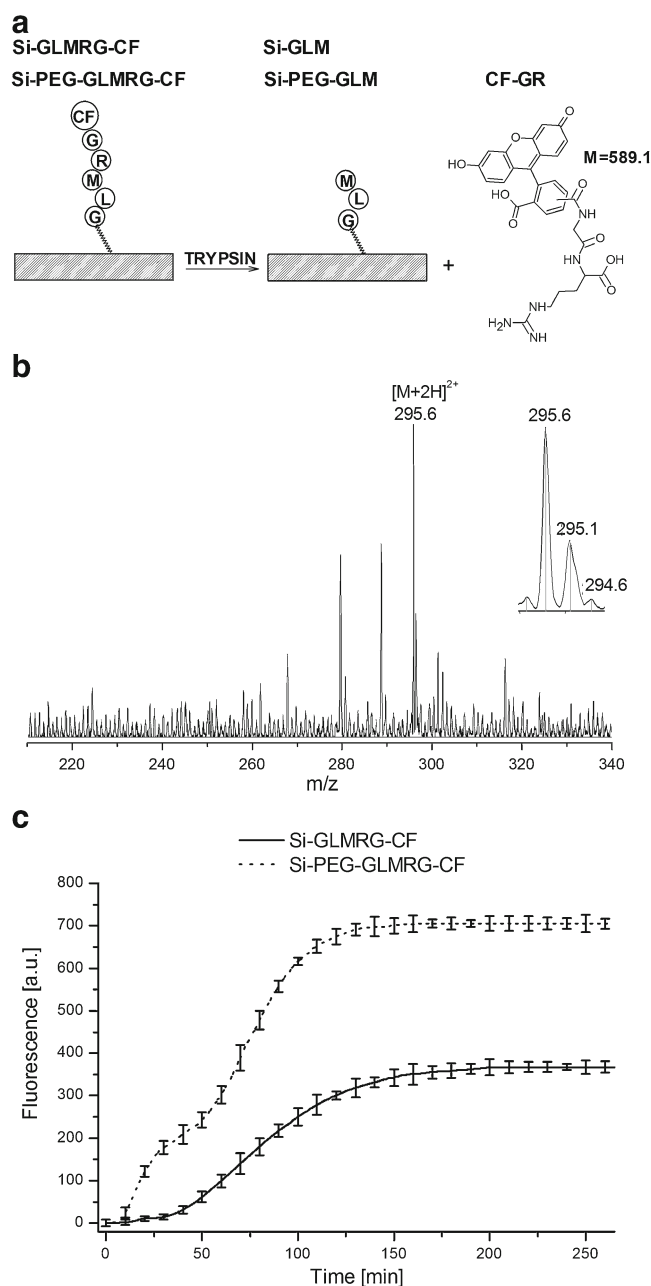 a
Si-GLMRG-CF
Si-GLM
Si-PEG-GLMRG-CF
Si-PEG-GLM
CF-GR
CF
G
R
M
L
G
M
L
G
TRYPSIN
+
O
O
HO
M=589.1
HO
O
O
NH
O
NH
OH
O
NH
H₂N
NH
b
[M+2H]²⁺
295.6
295.6
295.1
294.6
220 240 260 280 300 320 340
m/z
c
Si-GLMRG-CF
Si-PEG-GLMRG-CF
800
700
600
500
400
300
200
100
0
Fluorescence [a.u.]
0 50 100 150 200 250
Time [min]